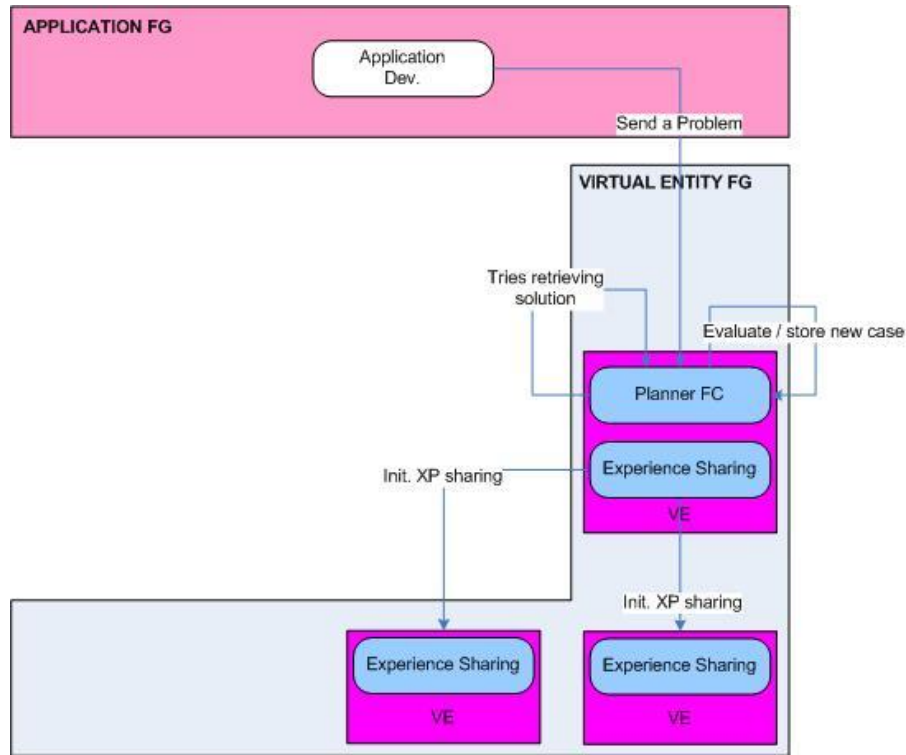 APPLICATION FG
Application
Dev.
Send a Problem
VIRTUAL ENTITY FG
Tries retrieving
solution
Evaluate / store new case
Planner FC
Experience Sharing
Init. XP sharing
VE
Init. XP sharing
Experience Sharing
VE
Experience Sharing
VE